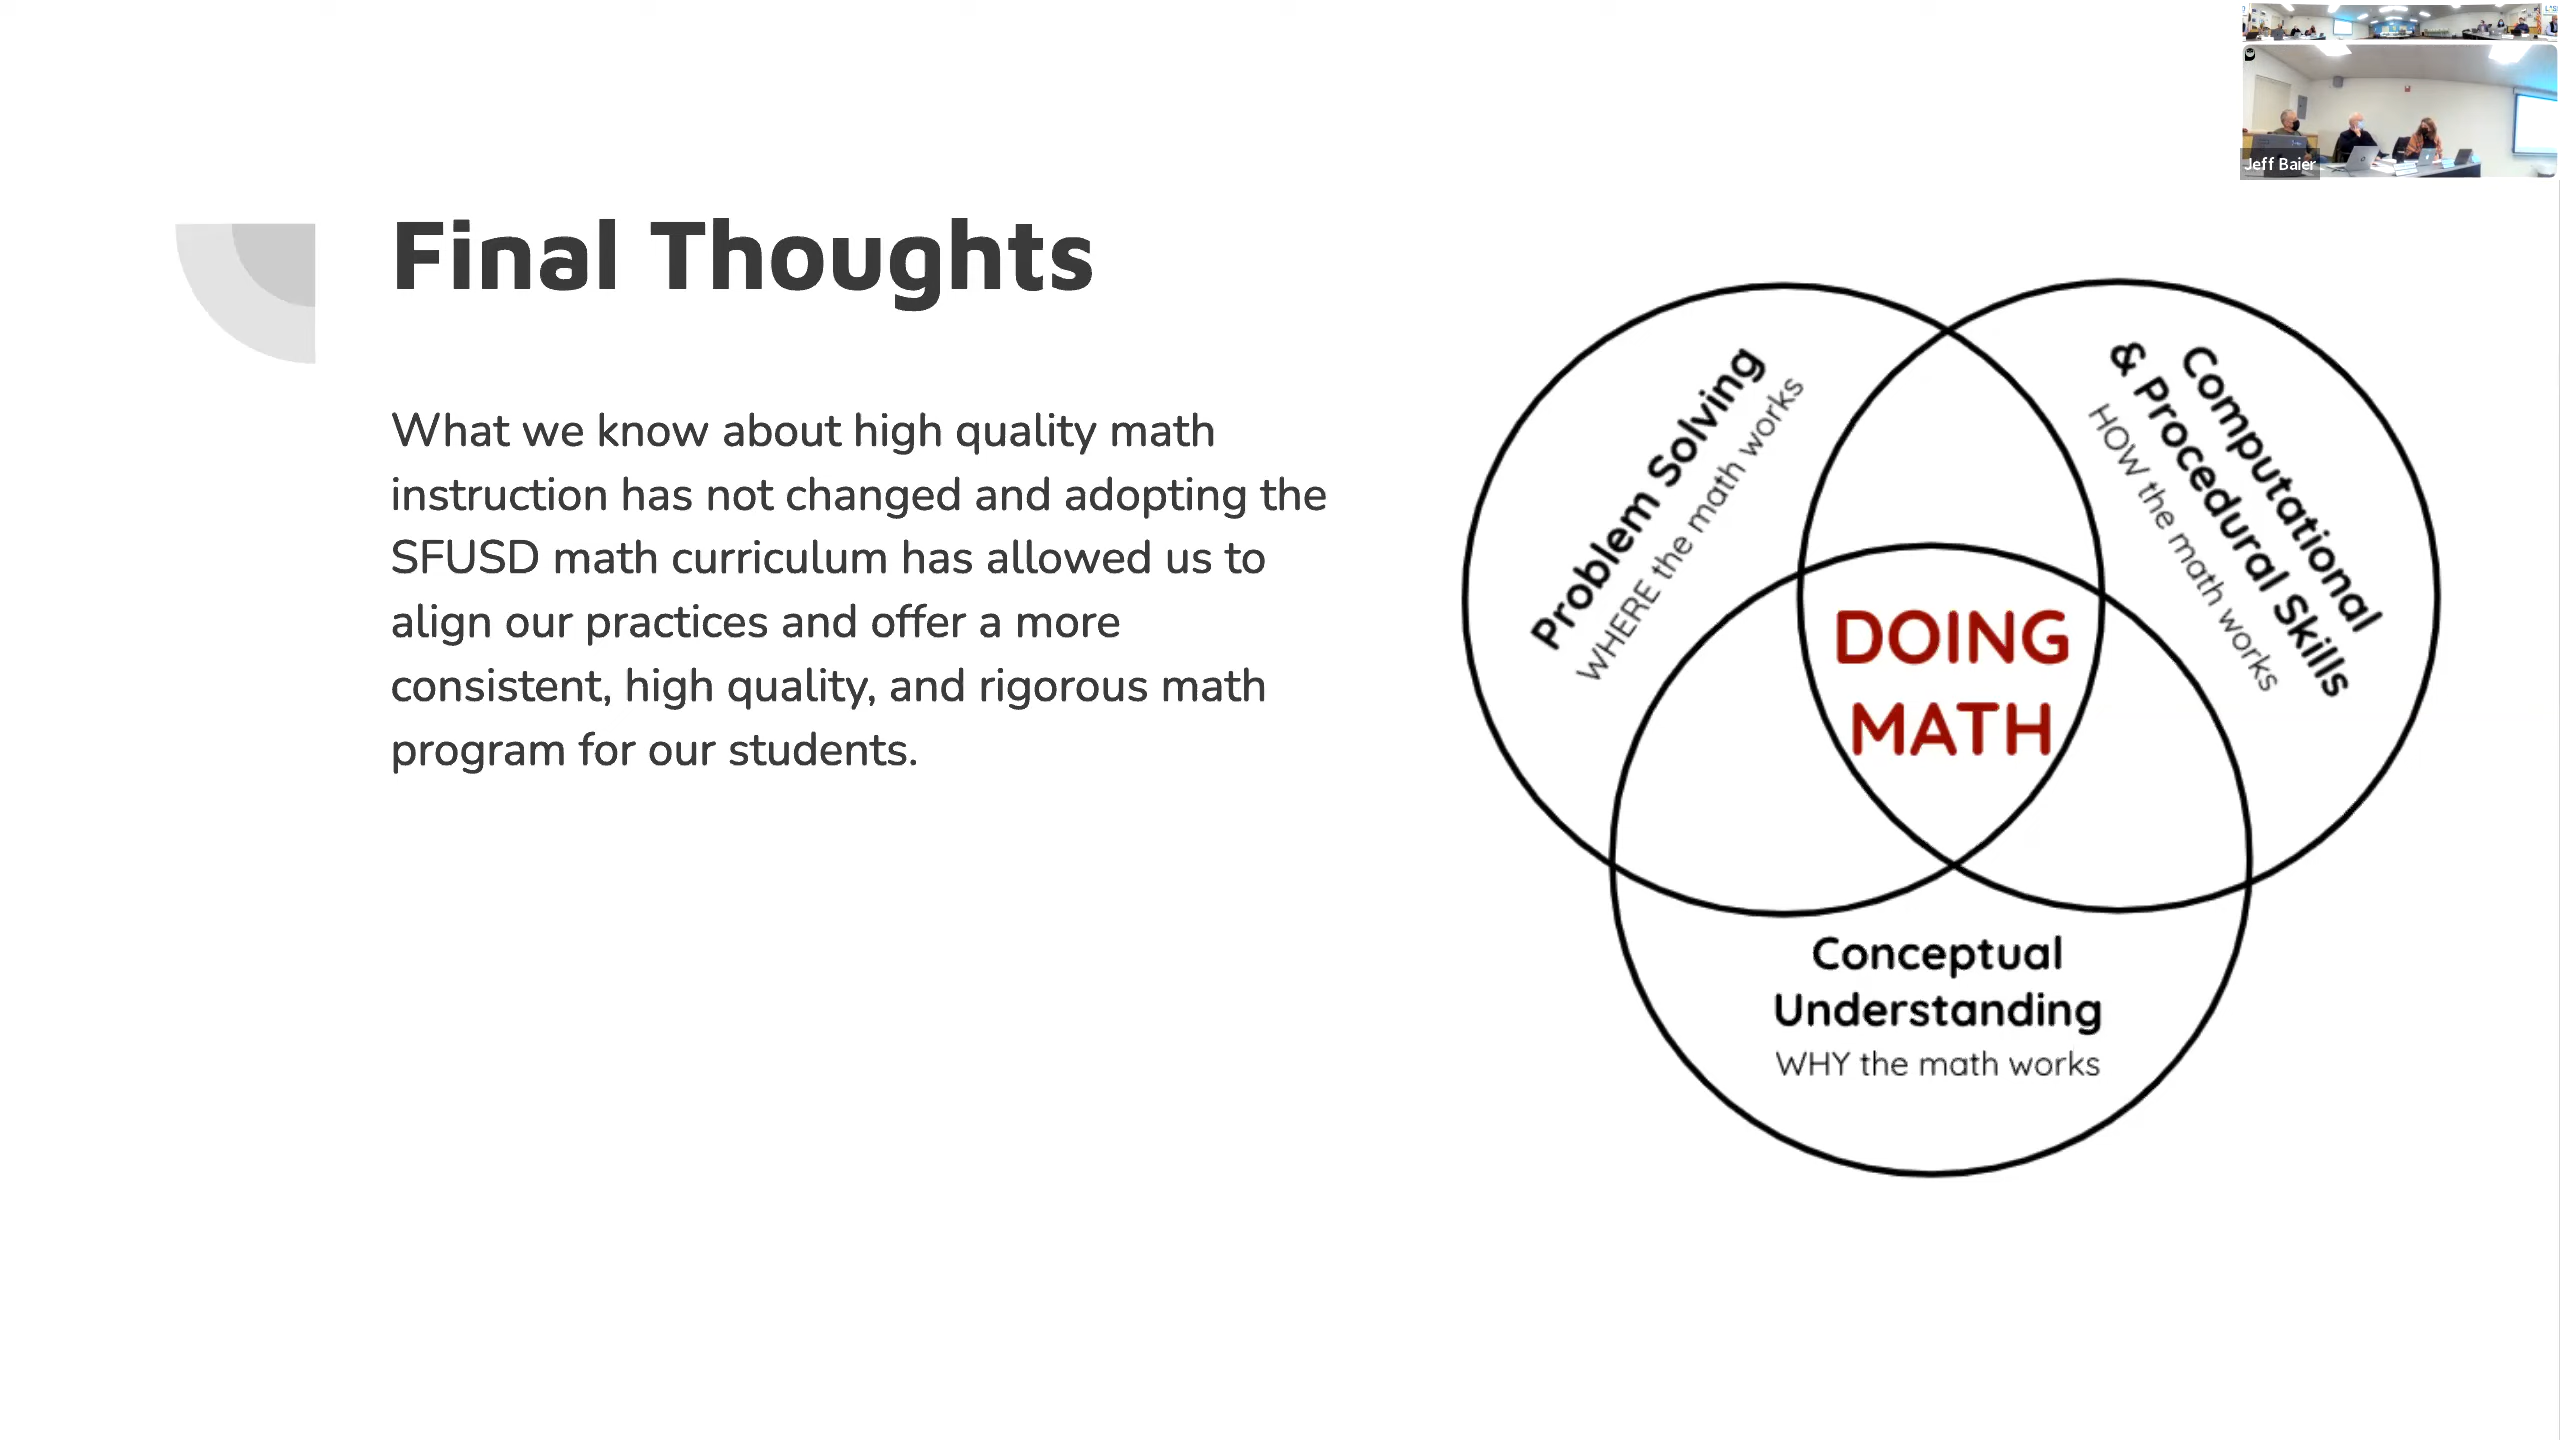 Jeff Baier
Final Thoughts
What we know about high quality math
instruction has not changed and adopting the
SFUSD math curriculum has allowed us to
align our practices and offer a more
consistent, high quality, and rigorous math
program for our students.
Problem Solving
WHERE the math works
Computational
& Procedural Skills
HOW the math works
DOING
MATH
Conceptual
Understanding
WHY the math works